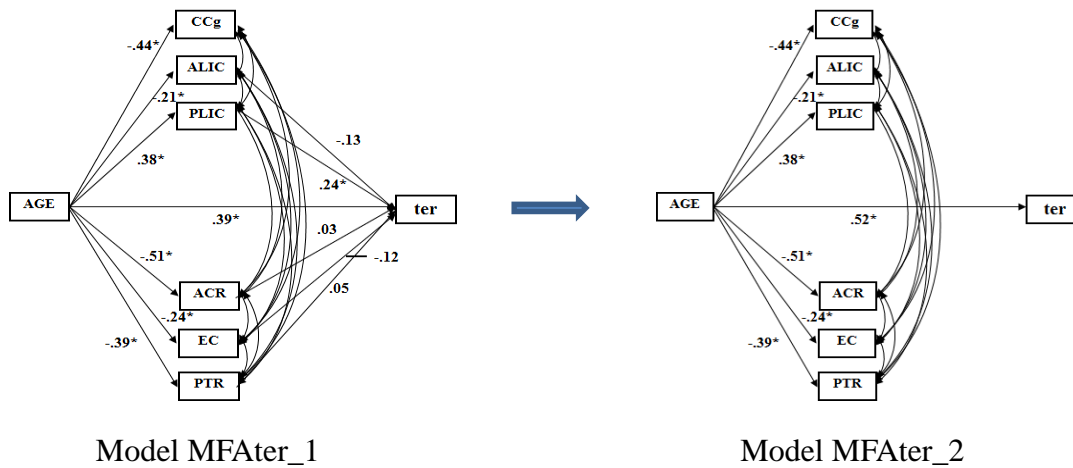 CCg
-.44*
ALIC
-.21*
PLIC
-.13
.38*
.24*
AGE
.39*
ter
.03
-.51*
-.12
ACR
.05
-.24*
EC
-.39*
PTR
Model MFAter_1
CCg
-.44*
ALIC
-.21*
PLIC
.38*
AGE
.52*
ter
-.51*
ACR
-.24*
EC
-.39*
PTR
Model MFAter_2